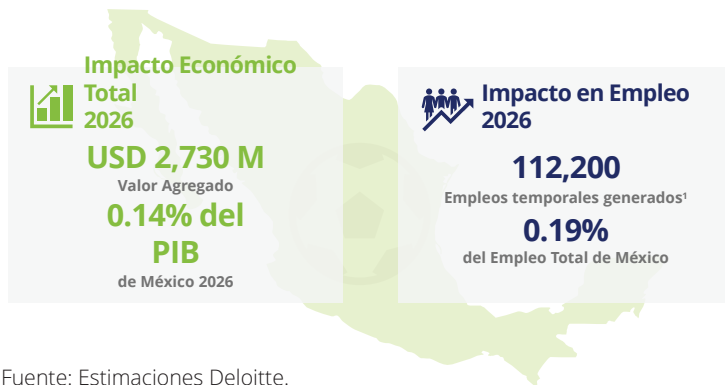 Impacto Económico
Total
2026
USD 2,730 M
Valor Agregado
0.14% del
PIB
de México 2026
Impacto en Empleo
2026
112,200
Empleos temporales generados¹
0.19%
del Empleo Total de México
Fuente: Estimaciones Deloitte.